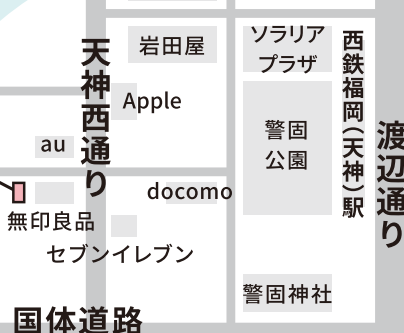 天神西通り
岩田屋
Apple
au
docomo
無印良品
セブンイレブン
国体道路
ソラリア
プラザ
警固
公園
警固神社
西鉄福岡（天神）駅
渡辺通り